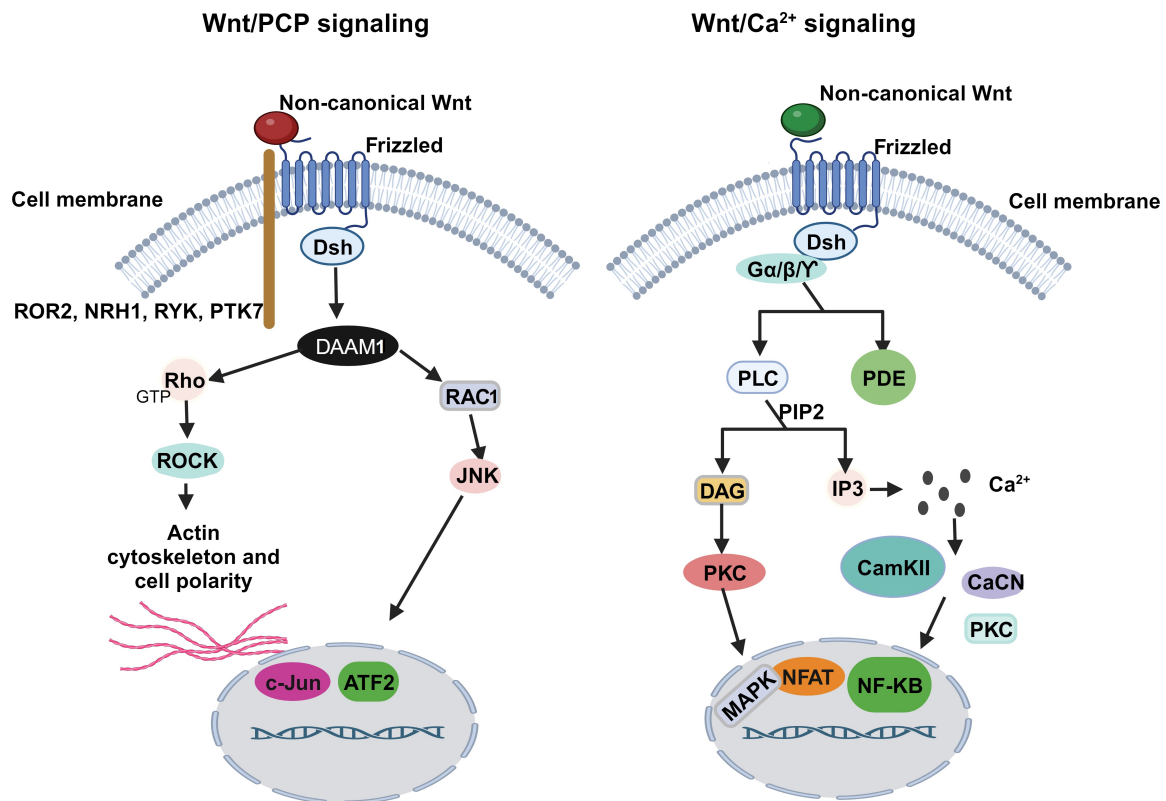 Wnt/PCP signaling
Non-canonical Wnt
Frizzled
Cell membrane
Dsh
ROR2, NRH1, RYK, PTK7
DAAM1
Rho
GTP
RAC1
ROCK
JNK
Actin
cytoskeleton and
cell polarity
c-Jun
ATF2
Wnt/Ca²⁺ signaling
Non-canonical Wnt
Frizzled
Cell membrane
Dsh
Gα/β/ϒ
PLC
PDE
PIP2
DAG
IP3
Ca²⁺
PKC
CamKII
CaCN
PKC
MAPK
NFAT
NF-KB